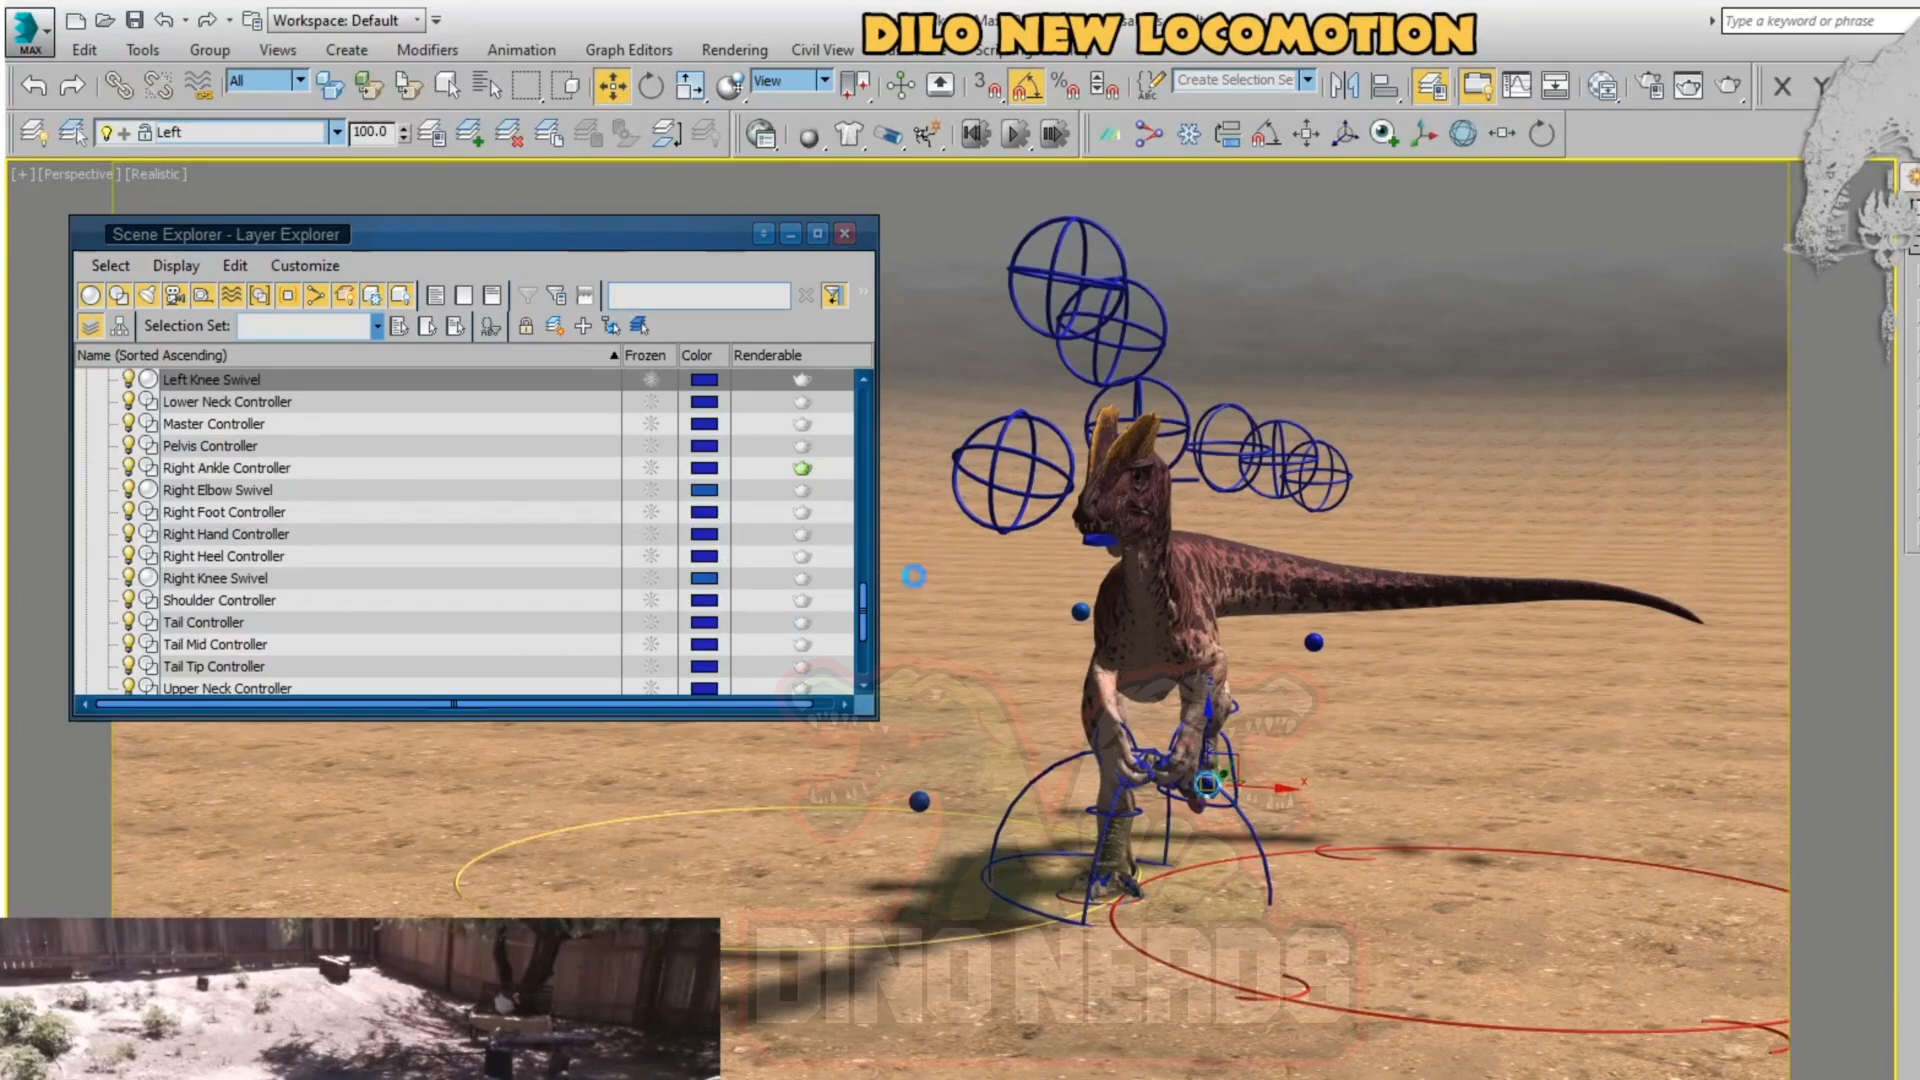 Workspace: Default
DILO NEW LOCOMOTION
Type a keyword or phrase
MAX
Edit Tools Group Views Create Modifiers Animation Graph Editors Rendering Civil View
All View Create Selection Se X Y
3 % ABC
Left 100.0
[+] [Perspective ] [Realistic ]
Scene Explorer - Layer Explorer
Select Display Edit Customize
Selection Set:
Name (Sorted Ascending) Frozen Color Renderable
Left Knee Swivel
Lower Neck Controller
Master Controller
Pelvis Controller
Right Ankle Controller
Right Elbow Swivel
Right Foot Controller
Right Hand Controller
Right Heel Controller
Right Knee Swivel
Shoulder Controller
Tail Controller
Tail Mid Controller
Tail Tip Controller
Upper Neck Controller
z
x
DINO NERDS